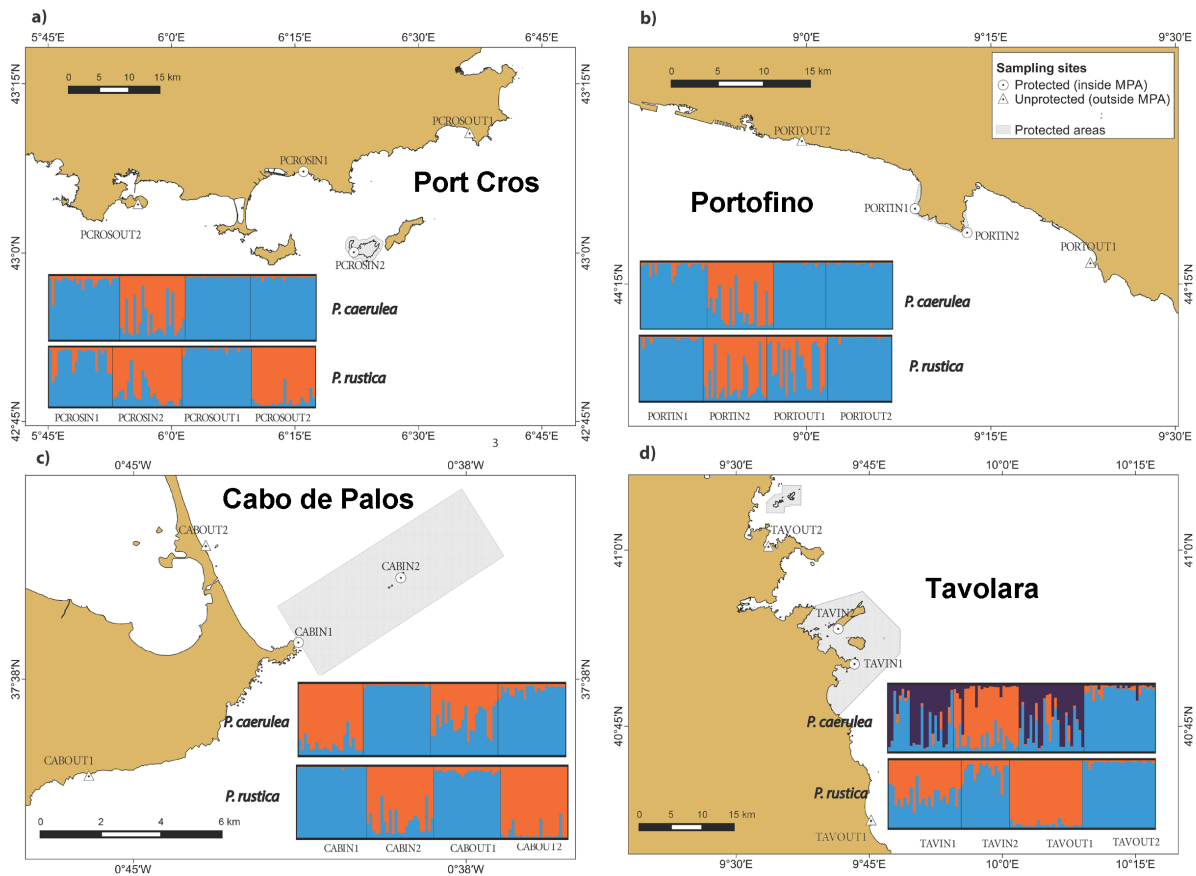 a)
5°45'E 6°0'E 6°15'E 6°30'E 6°45'E
43°15'N
0 5 10 15 km
PCROSOUT1
PCROSIN1
Port Cros
PCROSOUT2
43°0'N
PCROSIN2
P. caerulea
P. rustica
PCROSIN1 PCROSIN2 PCROSOUT1 PCROSOUT2
42°45'N
5°45'E 6°0'E 6°15'E 6°30'E 6°45'E
3
b)
9°0'E 9°15'E 9°30'E
0 5 10 15 km
Sampling sites
Protected (inside MPA)
Unprotected (outside MPA)
Protected areas
PORTOUT2
Portofino
PORTIN1
PORTIN2
PORTOUT1
44°15'N 44°15'N
P. caerulea
P. rustica
PORTIN1 PORTIN2 PORTOUT1 PORTOUT2
9°0'E 9°15'E 9°30'E
c)
0°45'W 0°38'W
Cabo de Palos
CABOUT2
CABIN2
CABIN1
37°38'N 37°38'N
P. caerulea
CABOUT1
P. rustica
0 2 4 6 km
CABIN1 CABIN2 CABOUT1 CABOUT2
0°45'W 0°38'W
d)
9°30'E 9°45'E 10°0'E 10°15'E
TAVOUT2
41°0'N 41°0'N
Tavolara
TAVIN2
TAVIN1
P. caerulea
40°45'N 40°45'N
P. rustica
0 5 10 15 km
TAVOUT1
TAVIN1 TAVIN2 TAVOUT1 TAVOUT2
9°30'E 9°45'E 10°0'E 10°15'E